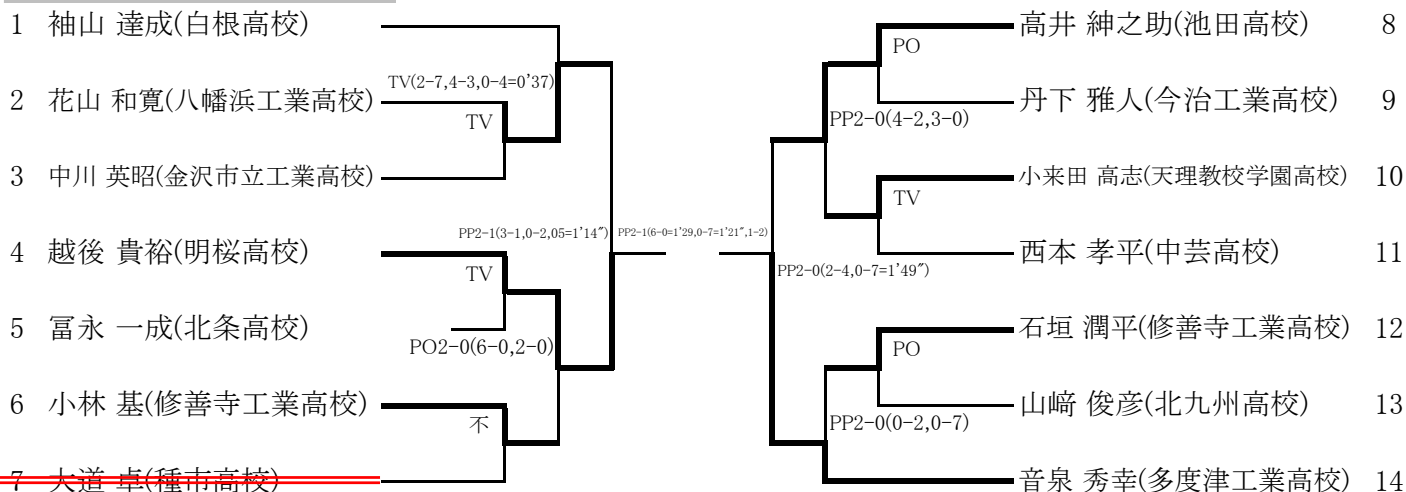 1 袖山 達成(白根高校)
TV(2-7,4-3,0-4=0'37)
2 花山 和寛(八幡浜工業高校)
TV
3 中川 英昭(金沢市立工業高校)
PP2-1(3-1,0-2,05=1'14″)
4 越後 貴裕(明桜高校)
TV
5 冨永 一成(北条高校)
PO2-0(6-0,2-0)
6 小林 基(修善寺工業高校)
不
7 大道 卓(種市高校)
PP2-1(6-0=1'29,0-7=1'21″,1-2)
高井 紳之助(池田高校) 8
PO
丹下 雅人(今治工業高校) 9
PP2-0(4-2,3-0)
小来田 高志(天理教校学園高校) 10
TV
西本 孝平(中芸高校) 11
PP2-0(2-4,0-7=1'49″)
石垣 潤平(修善寺工業高校) 12
PO
山﨑 俊彦(北九州高校) 13
PP2-0(0-2,0-7)
音泉 秀幸(多度津工業高校) 14